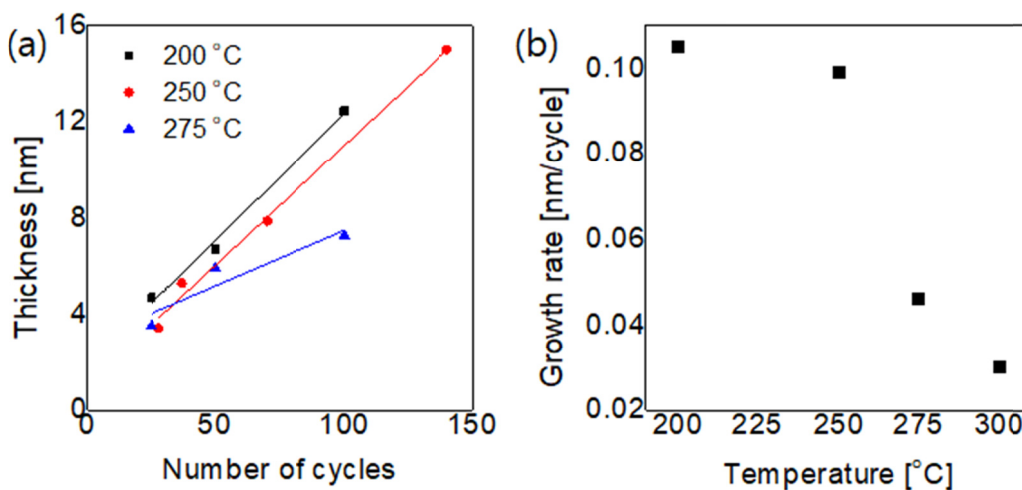 (a)
200 °C
250 °C
275 °C
Thickness [nm]
16
12
8
4
0
0 50 100 150
Number of cycles
(b)
Growth rate [nm/cycle]
0.10
0.08
0.06
0.04
0.02
200 225 250 275 300
Temperature [°C]